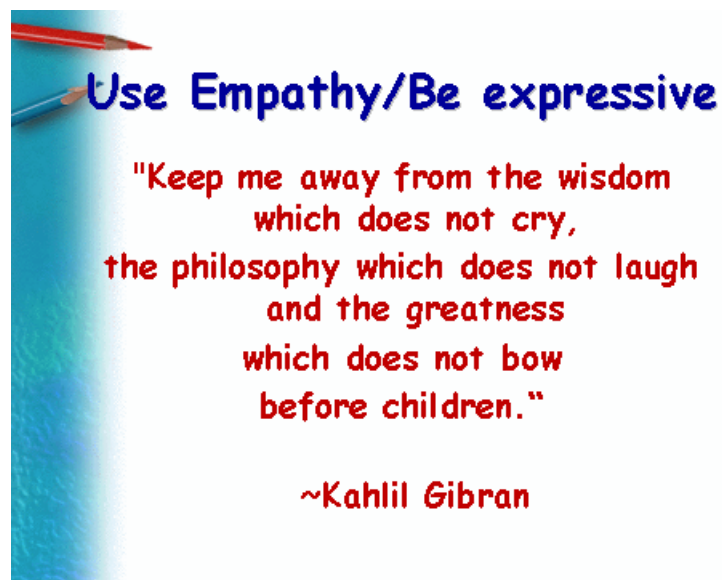 Use Empathy/Be expressive
"Keep me away from the wisdom
which does not cry,
the philosophy which does not laugh
and the greatness
which does not bow
before children.“
~Kahlil Gibran